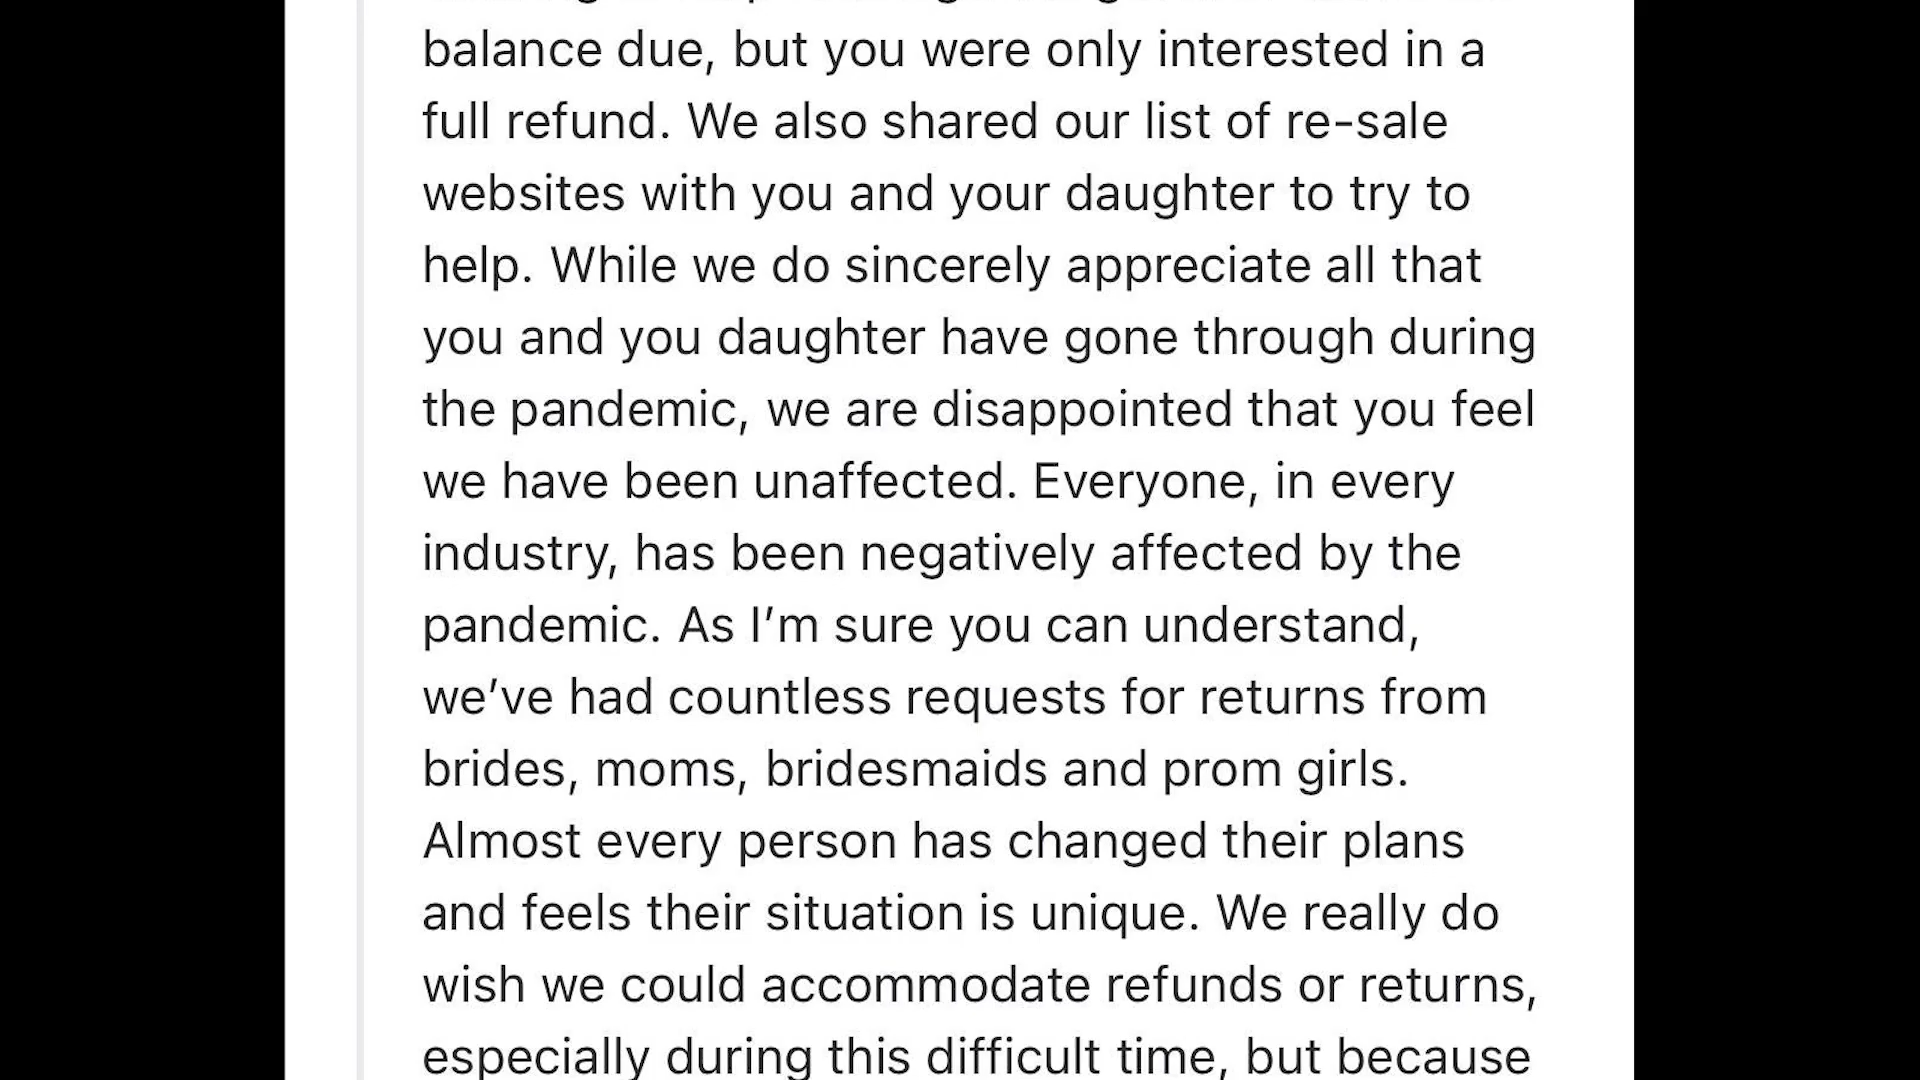 balance due, but you were only interested in a
full refund. We also shared our list of re-sale
websites with you and your daughter to try to
help. While we do sincerely appreciate all that
you and you daughter have gone through during
the pandemic, we are disappointed that you feel
we have been unaffected. Everyone, in every
industry, has been negatively affected by the
pandemic. As I’m sure you can understand,
we’ve had countless requests for returns from
brides, moms, bridesmaids and prom girls.
Almost every person has changed their plans
and feels their situation is unique. We really do
wish we could accommodate refunds or returns,
especially during this difficult time, but because